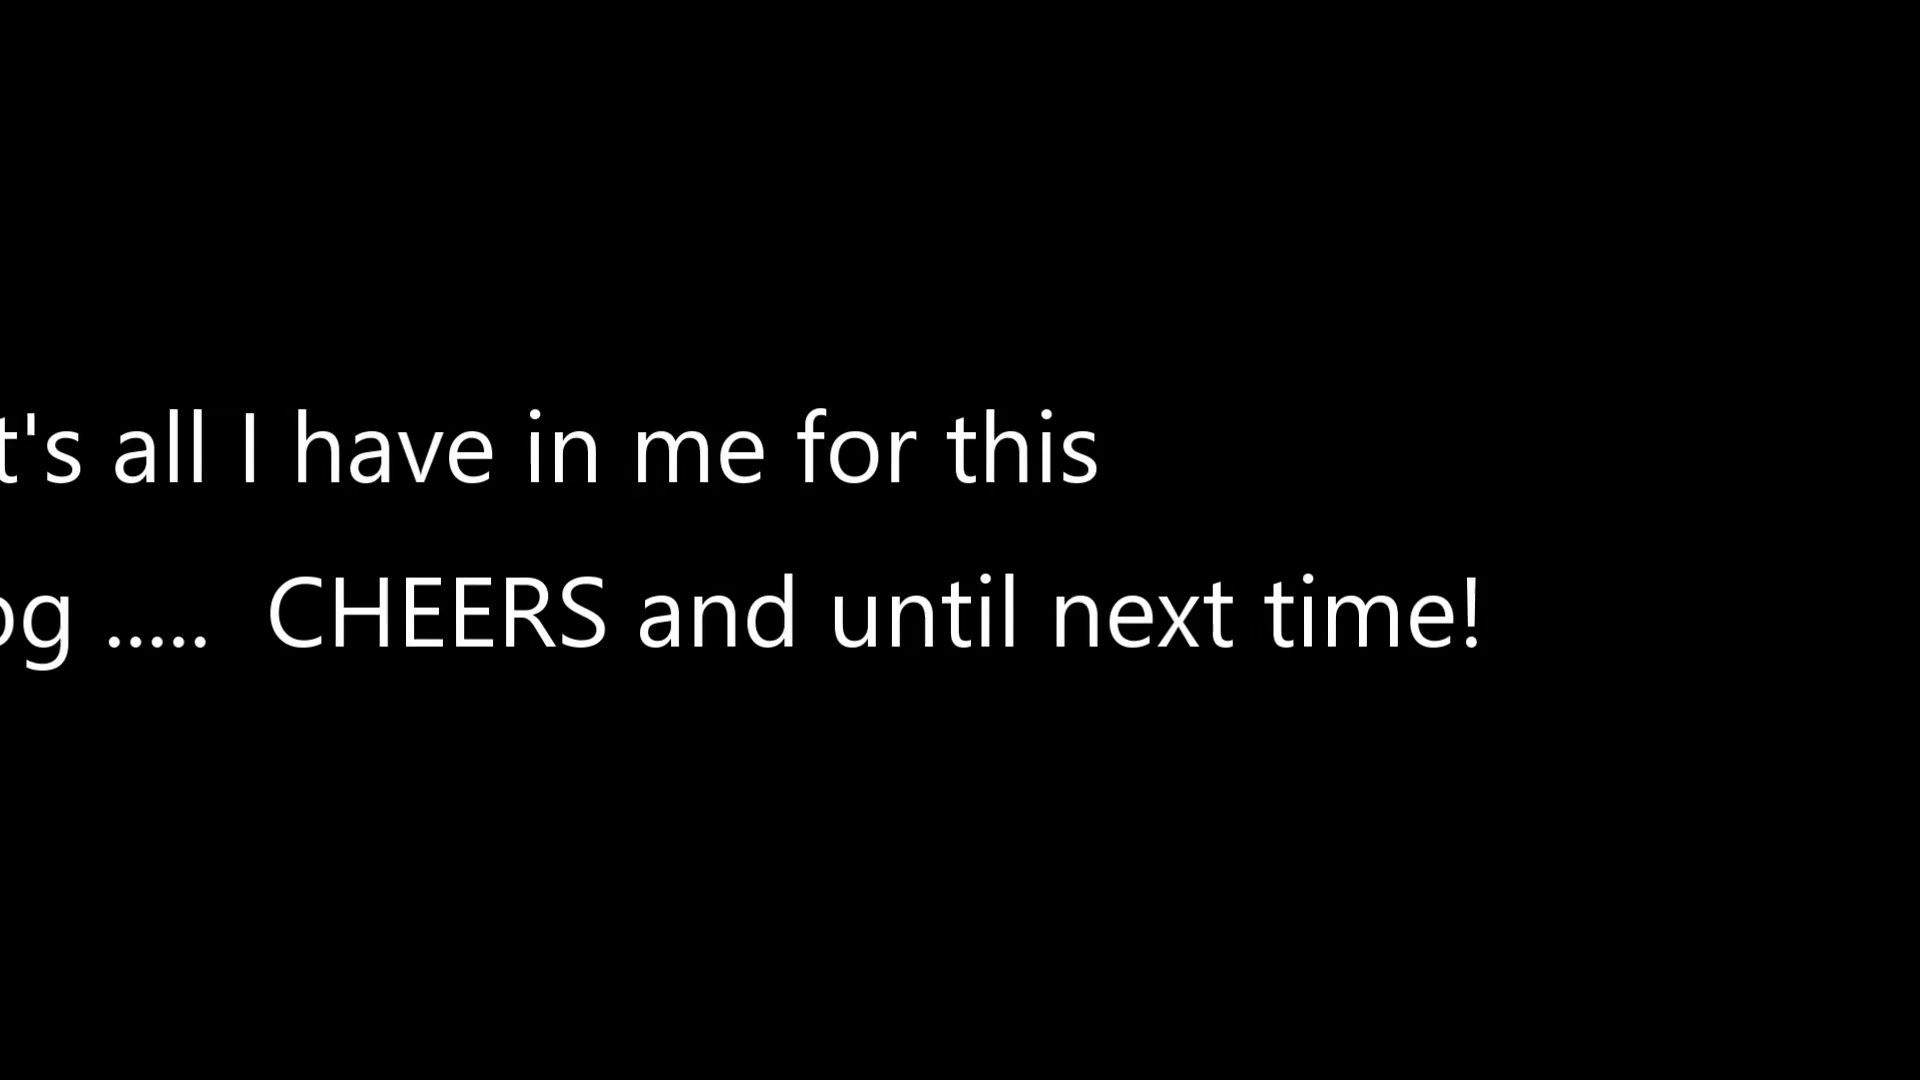 t's all I have in me for this
og ..... CHEERS and until next time!